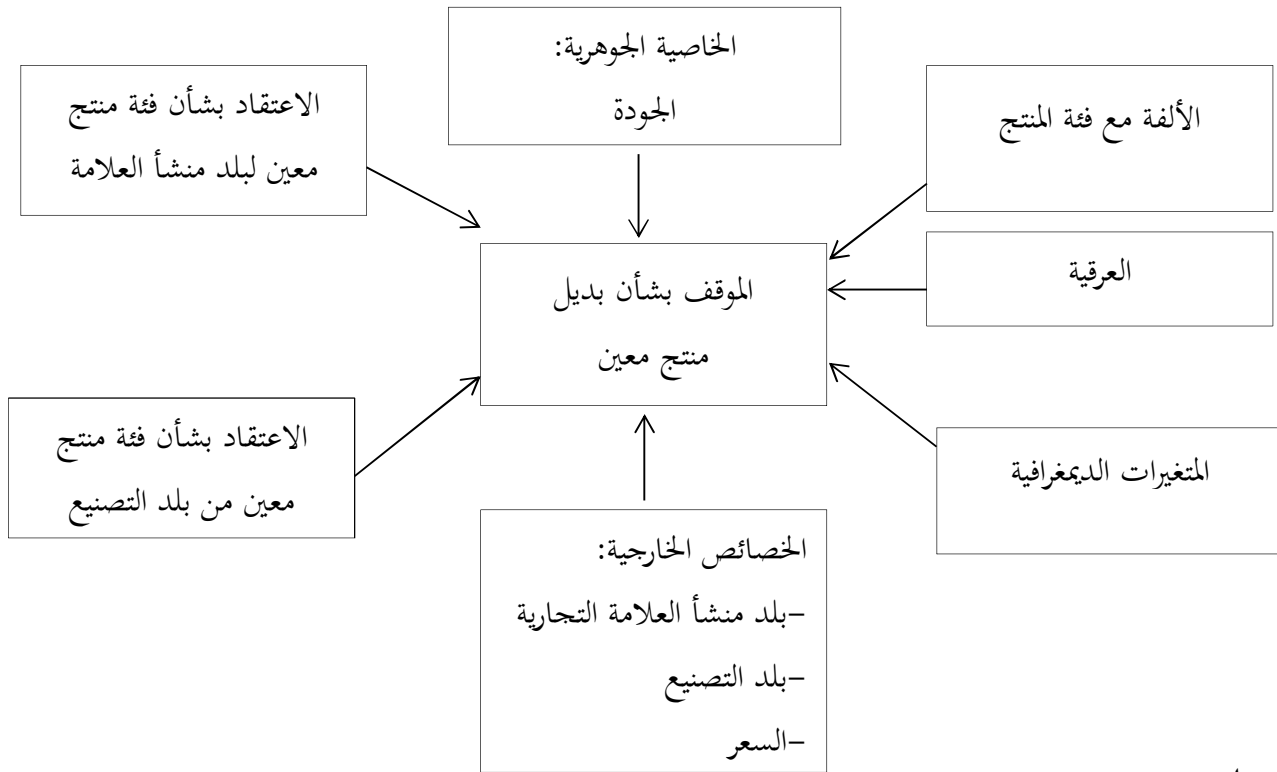 الخاصية الجوهرية:
الجودة
الألفة مع فئة المنتج
الاعتقاد بشأن فئة منتج
معين لبلد منشأ العلامة
العرقية
الموقف بشأن بديل
منتج معين
المتغيرات الديمغرافية
الاعتقاد بشأن فئة منتج
معين من بلد التصنيع
الخصائص الخارجية:
-بلد منشأ العلامة التجارية
-بلد التصنيع
-السعر